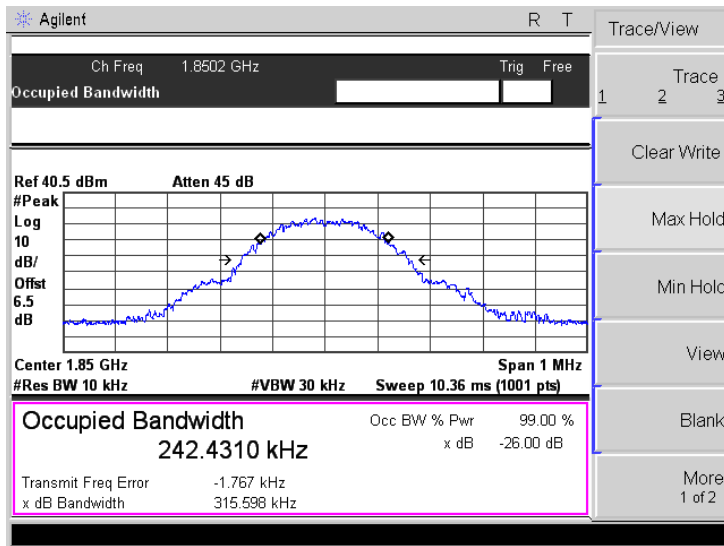 Agilent R T
Trace/View
Ch Freq 1.8502 GHz Trig Free
Occupied Bandwidth
Trace
1 2 3
Clear Write
Ref 40.5 dBm Atten 45 dB
#Peak
Log
10
dB/
Offst
6.5
dB
Max Hold
Min Hold
Center 1.85 GHz Span 1 MHz
#Res BW 10 kHz #VBW 30 kHz Sweep 10.36 ms (1001 pts)
View
Occupied Bandwidth
242.4310 kHz
Occ BW % Pwr 99.00 %
x dB -26.00 dB
Transmit Freq Error -1.767 kHz
x dB Bandwidth 315.598 kHz
Blank
More
1 of 2